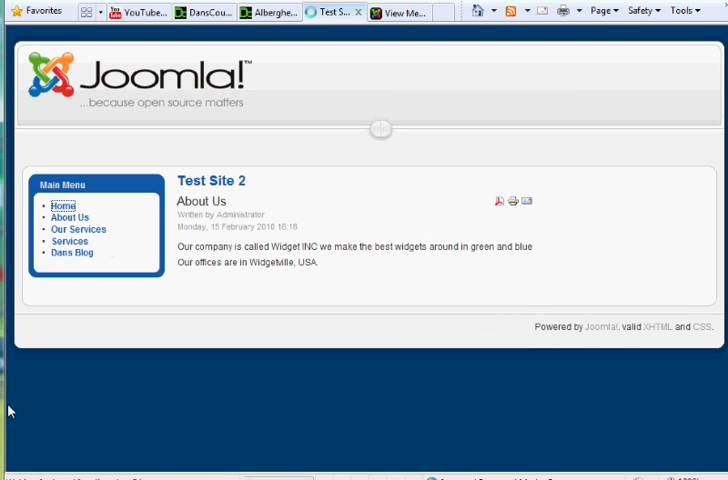 Favorites
YouTube...
DansCou...
Alberghe...
Test S...
View Me...
Page
Safety
Tools
Joomla!™
...because open source matters
Main Menu
Home
About Us
Our Services
Services
Dans Blog
Test Site 2
About Us
Written by Administrator
Monday, 15 February 2010 16:16
Our company is called Widget INC we make the best widgets around in green and blue
Our offices are in Widgetville, USA.
Powered by Joomla!. valid XHTML and CSS.